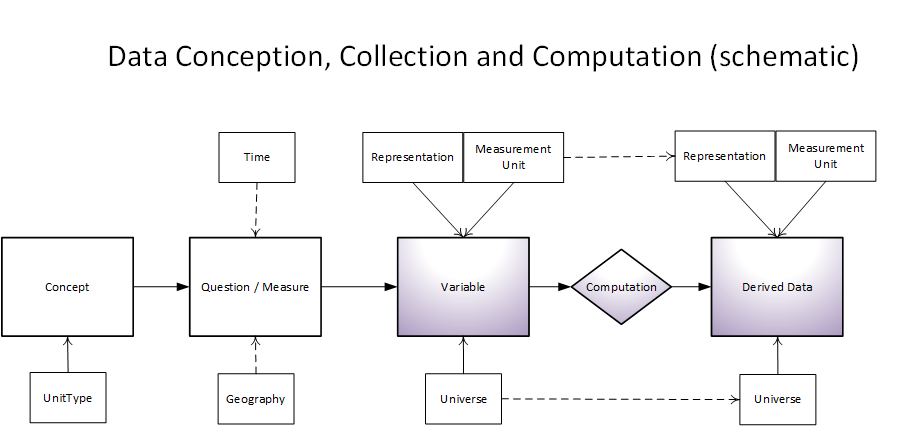 Data Conception, Collection and Computation (schematic)
Time
Representation
Measurement
Unit
Representation
Measurement
Unit
Concept
Question / Measure
Variable
Computation
Derived Data
UnitType
Geography
Universe
Universe